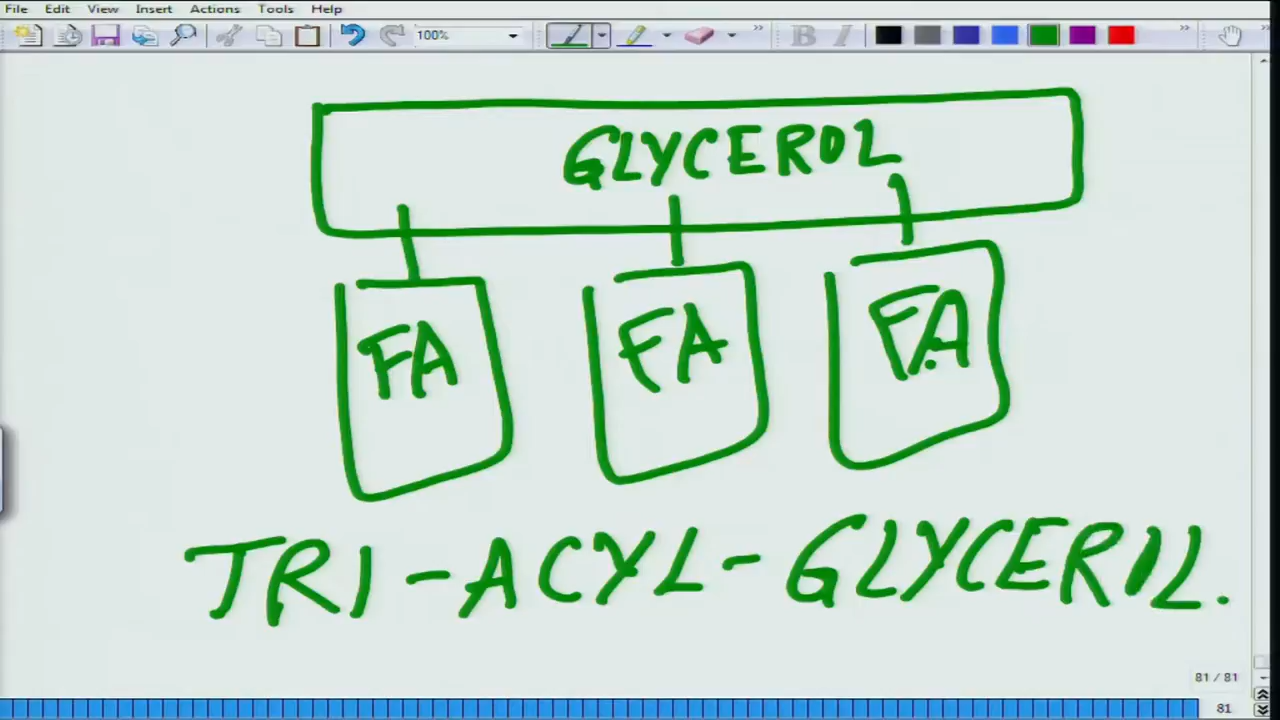 File Edit View Insert Actions Tools Help
100%
B I
GLYCEROL
FA FA FA
TRI-ACYL-GLYCERIL.
81 / 81
81